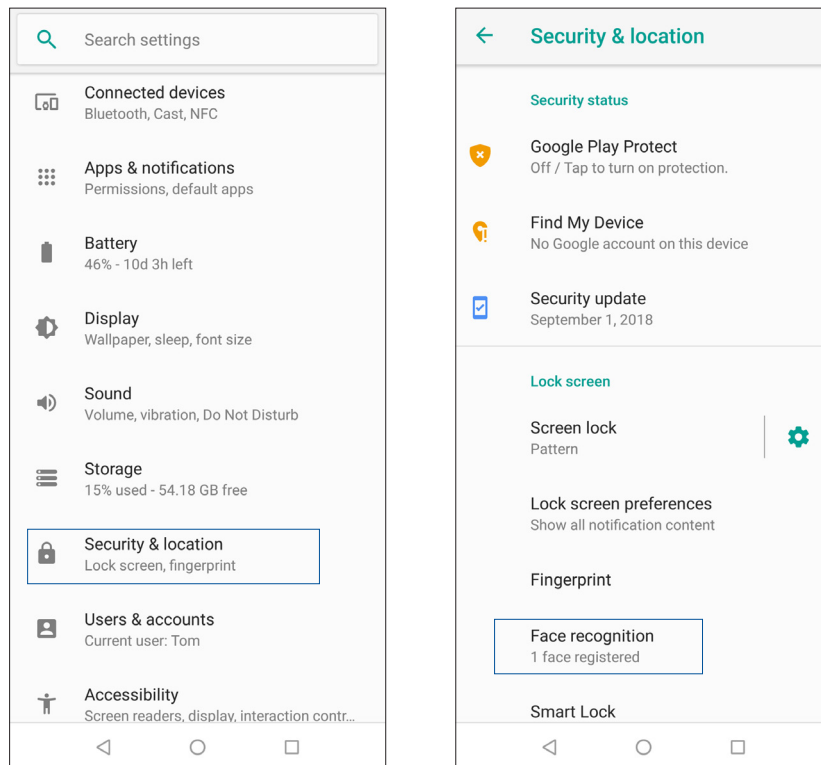 Search settings
Connected devices
Bluetooth, Cast, NFC
Apps & notifications
Permissions, default apps
Battery
46% - 10d 3h left
Display
Wallpaper, sleep, font size
Sound
Volume, vibration, Do Not Disturb
Storage
15% used - 54.18 GB free
Security & location
Lock screen, fingerprint
Users & accounts
Current user: Tom
Accessibility
Screen readers, display, interaction contr...
Security & location
Security status
Google Play Protect
Off / Tap to turn on protection.
Find My Device
No Google account on this device
Security update
September 1, 2018
Lock screen
Screen lock
Pattern
Lock screen preferences
Show all notification content
Fingerprint
Face recognition
1 face registered
Smart Lock